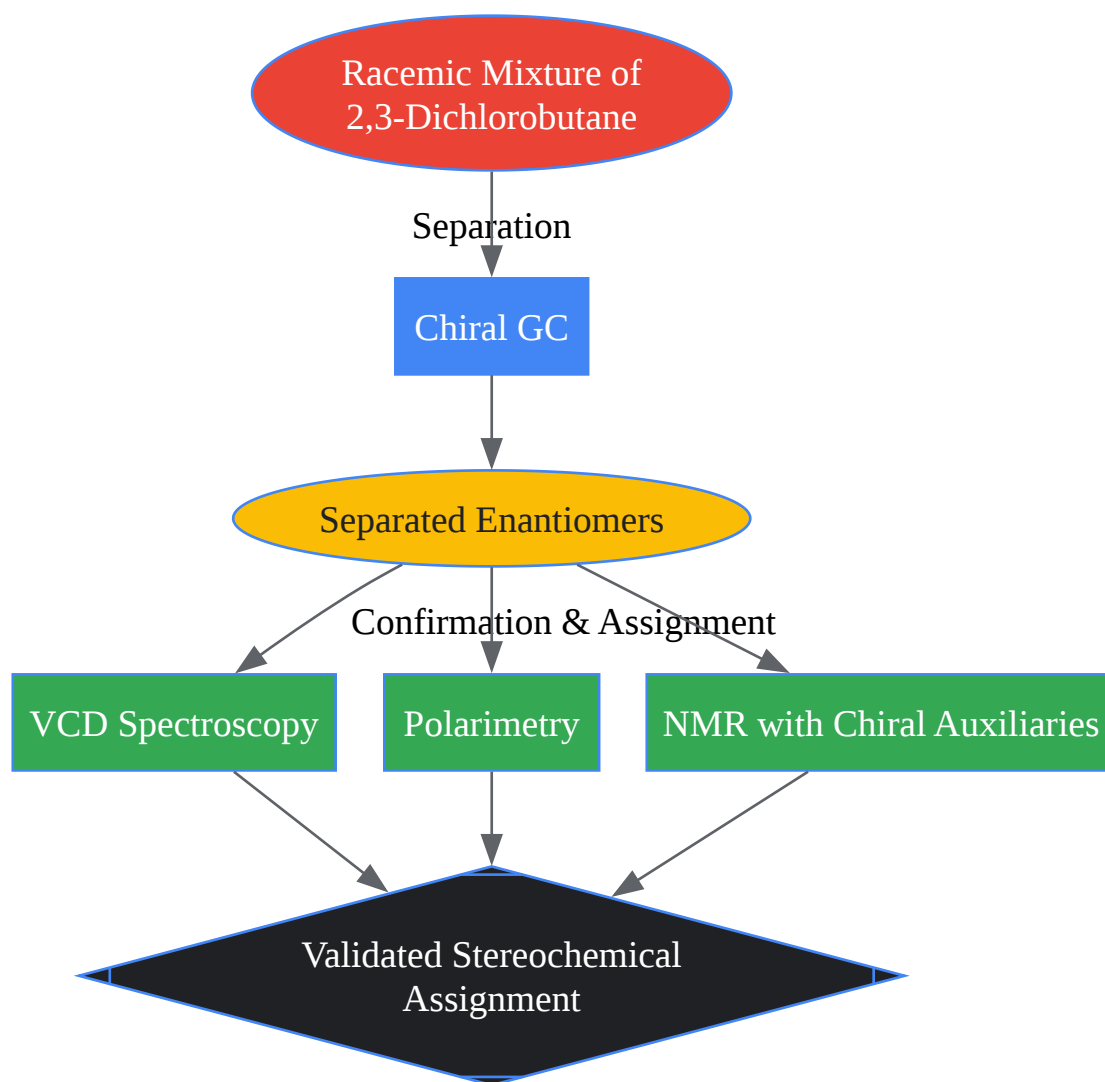 Racemic Mixture of
2,3-Dichlorobutane
Separation
Chiral GC
Separated Enantiomers
Confirmation & Assignment
VCD Spectroscopy
Polarimetry
NMR with Chiral Auxiliaries
Validated Stereochemical
Assignment